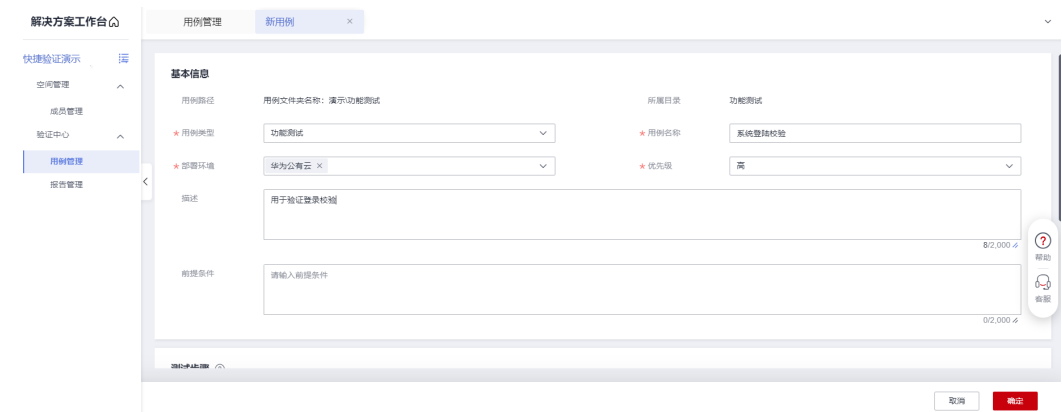 解决方案工作台
用例管理
新用例 ×
快捷验证演示
空间管理
成员管理
验证中心
用例管理
报告管理
基本信息
用例路径 用例文件夹名称：演示\功能测试 所属目录 功能测试
* 用例类型 功能测试 * 用例名称 系统登陆校验
* 部署环境 华为公有云 × * 优先级 高
描述 用于验证登录校验
8/2,000
前提条件 请输入前提条件
0/2,000
测试步骤
帮助
客服
取消 确定